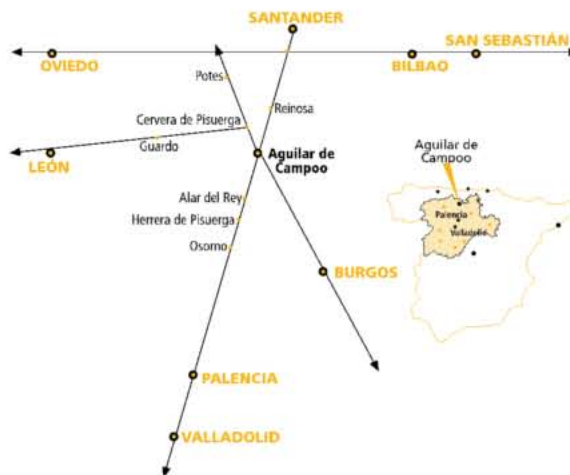 SANTANDER
OVIEDO
BILBAO
SAN SEBASTIÁN
Potes
Reinosa
Cervera de Pisuerga
Guardo
LEÓN
Aguilar de
Campoo
Alar del Rey
Herrera de Pisuerga
Osorno
BURGOS
PALENCIA
VALLADOLID
Aguilar de
Campoo
Palencia
Valladolid